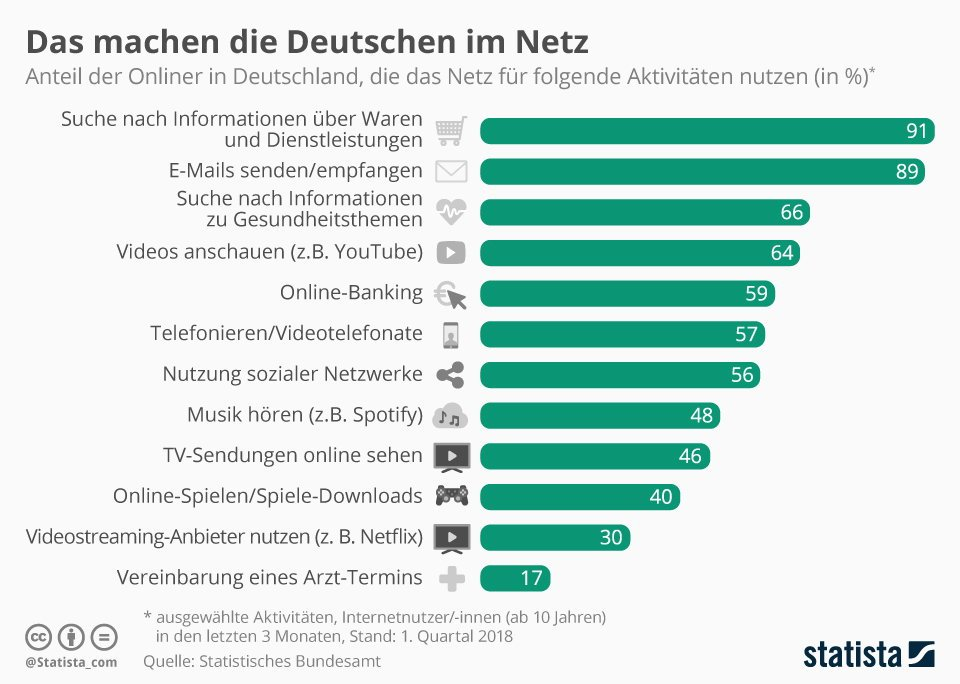 Das machen die Deutschen im Netz
Anteil der Onliner in Deutschland, die das Netz für folgende Aktivitäten nutzen (in %)*
Suche nach Informationen über Waren
und Dienstleistungen
91
E-Mails senden/empfangen
89
Suche nach Informationen
zu Gesundheitsthemen
66
Videos anschauen (z.B. YouTube)
64
Online-Banking
59
Telefonieren/Videotelefonate
57
Nutzung sozialer Netzwerke
56
Musik hören (z.B. Spotify)
48
TV-Sendungen online sehen
46
Online-Spielen/Spiele-Downloads
40
Videostreaming-Anbieter nutzen (z. B. Netflix)
30
Vereinbarung eines Arzt-Termins
17
* ausgewählte Aktivitäten, Internetnutzer/-innen (ab 10 Jahren)
in den letzten 3 Monaten, Stand: 1. Quartal 2018
cc
@Statista_com
Quelle: Statistisches Bundesamt
statista